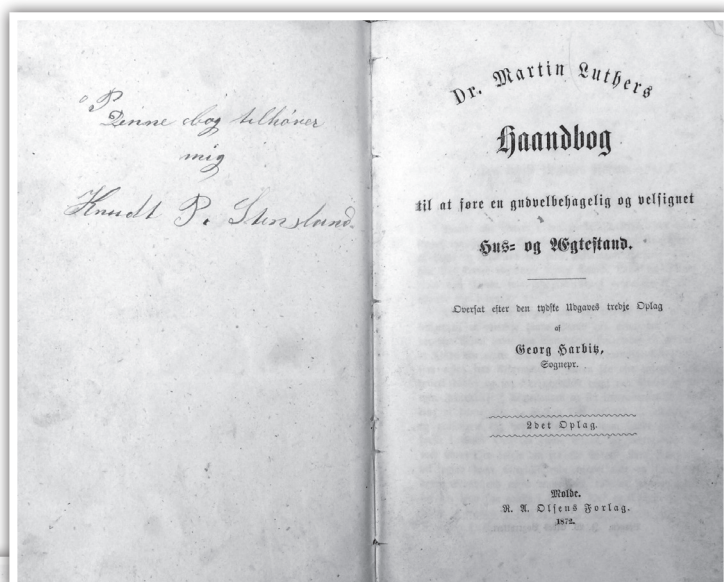 P
Denne bog tilhører
mig
Knudt P. Stensland.
Dr. Martin Luthers
Haandbog
til at føre en gudvelbehagelig og velsignet
Hus- og Ægtestand.
Oversat efter den tydske Udgaves tredje Oplag
af
Georg Harbitz,
Sognepr.
2det Oplag.
Molde.
R. A. Olsens Forlag.
1872.